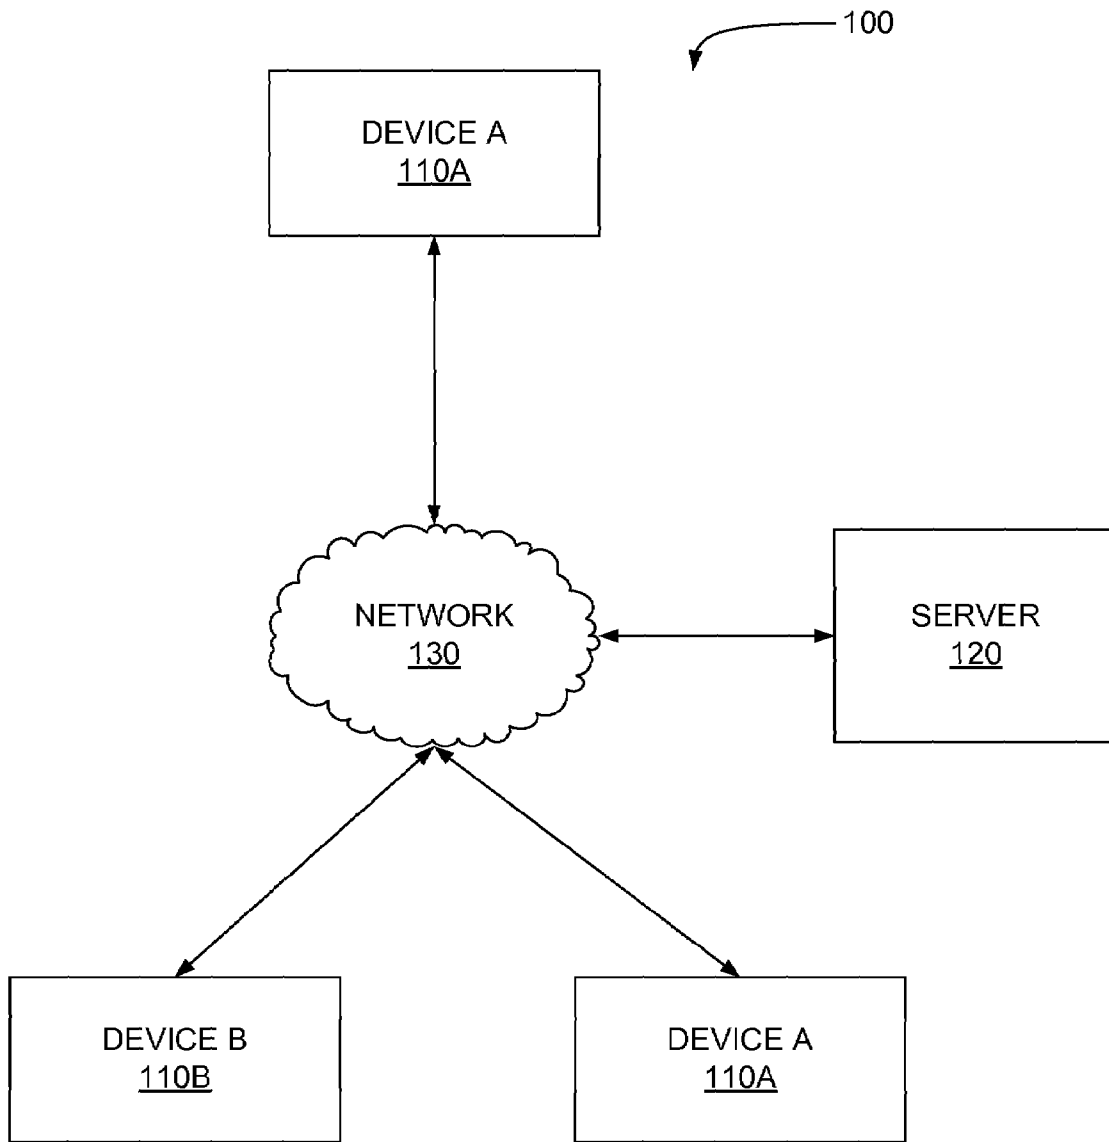 100
DEVICE A
110A
NETWORK
130
SERVER
120
DEVICE B
110B
DEVICE A
110A